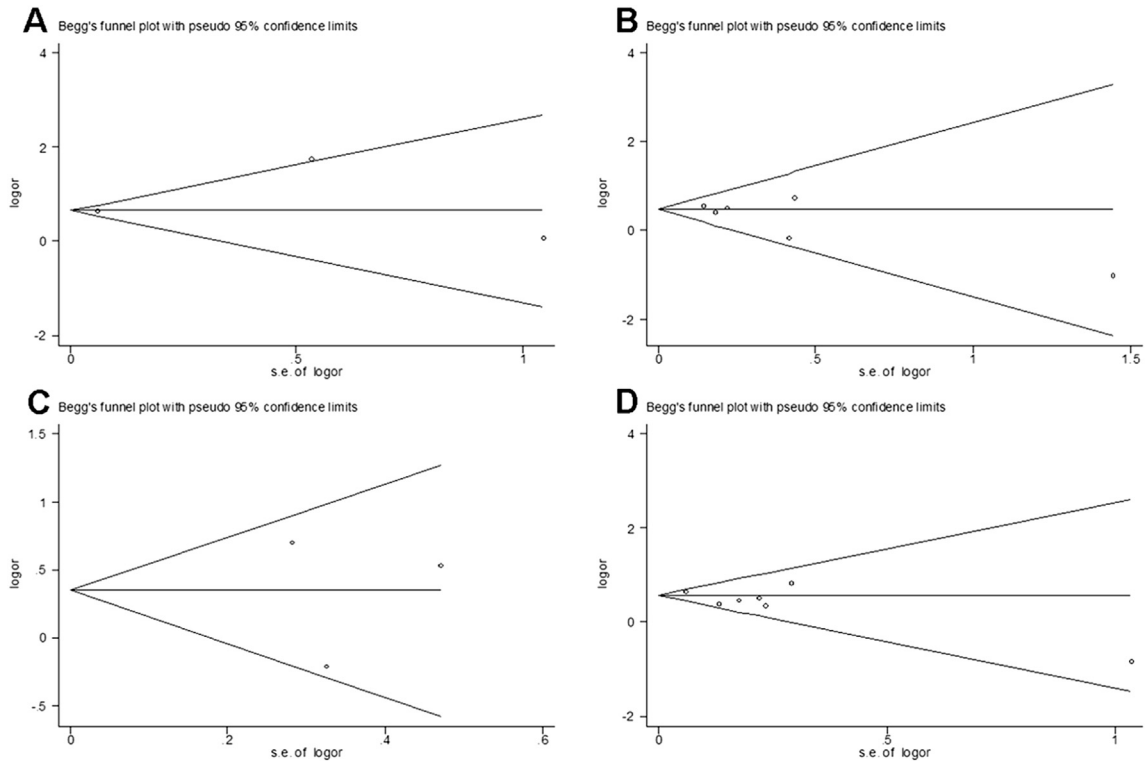 A Begg's funnel plot with pseudo 95% confidence limits
4
2
0
-2
logor
0 .5 1
s.e. of logor
B Begg's funnel plot with pseudo 95% confidence limits
4
2
0
-2
logor
0 .5 1 1.5
s.e. of logor
C Begg's funnel plot with pseudo 95% confidence limits
1.5
1
.5
0
-.5
logor
0 .2 .4 .6
s.e. of logor
D Begg's funnel plot with pseudo 95% confidence limits
4
2
0
-2
logor
0 .5 1
s.e. of logor